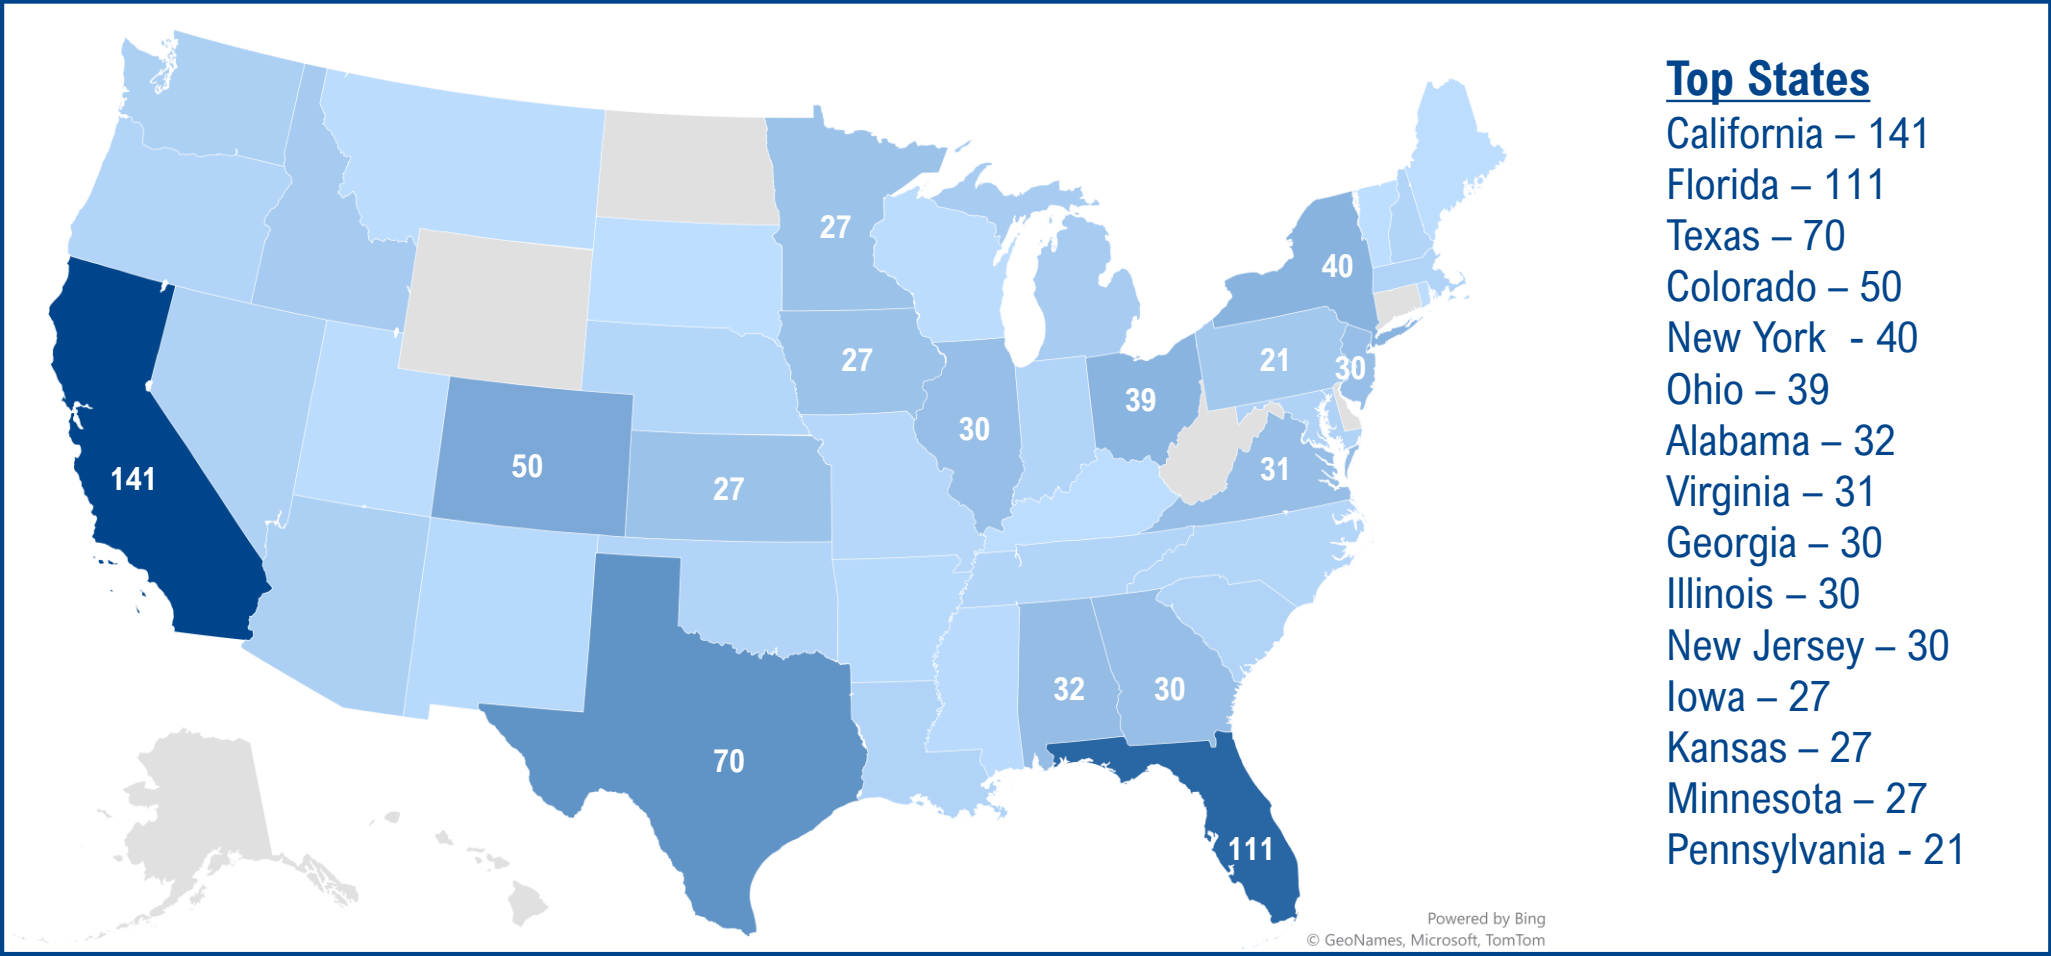 Top States
California – 141
Florida – 111
Texas – 70
Colorado – 50
New York  - 40
Ohio – 39
Alabama – 32
Virginia – 31
Georgia – 30
Illinois – 30
New Jersey – 30
Iowa – 27
Kansas – 27
Minnesota – 27
Pennsylvania - 21
27
40
27
21
30
39
30
141
50
27
31
32
30
70
111
Powered by Bing
© GeoNames, Microsoft, TomTom